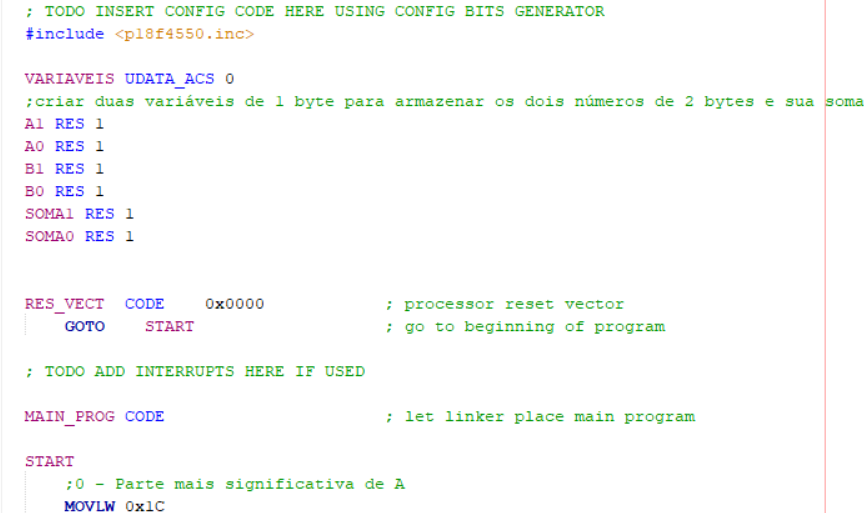 ; TODO INSERT CONFIG CODE HERE USING CONFIG BITS GENERATOR
#include <p18f4550.inc>
VARIAVEIS UDATA_ACS 0
;criar duas variáveis de 1 byte para armazenar os dois números de 2 bytes e sua soma
A1 RES 1
A0 RES 1
B1 RES 1
B0 RES 1
SOMA1 RES 1
SOMA0 RES 1
RES_VECT CODE 0x0000 ; processor reset vector
GOTO START ; go to beginning of program
; TODO ADD INTERRUPTS HERE IF USED
MAIN_PROG CODE ; let linker place main program
START
;0 - Parte mais significativa de A
MOVLW 0x1C